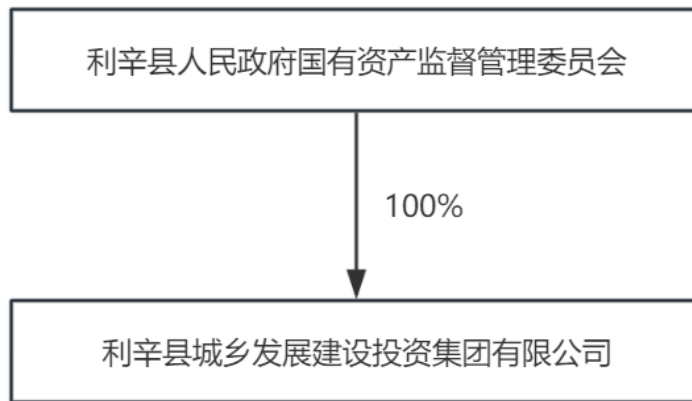 利辛县人民政府国有资产监督管理委员会
100%
利辛县城乡发展建设投资集团有限公司